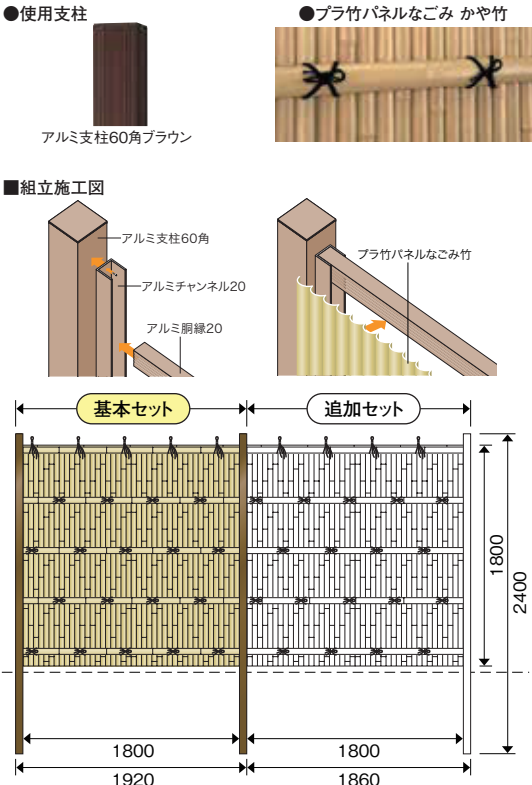 ●使用支柱
●プラ竹パネルなごみ かや竹
アルミ支柱60角ブラウン
■組立施工図
アルミ支柱60角
アルミチャンネル20
アルミ胴縁20
プラ竹パネルなごみ竹
基本セット
追加セット
1800
2400
1800
1800
1920
1860